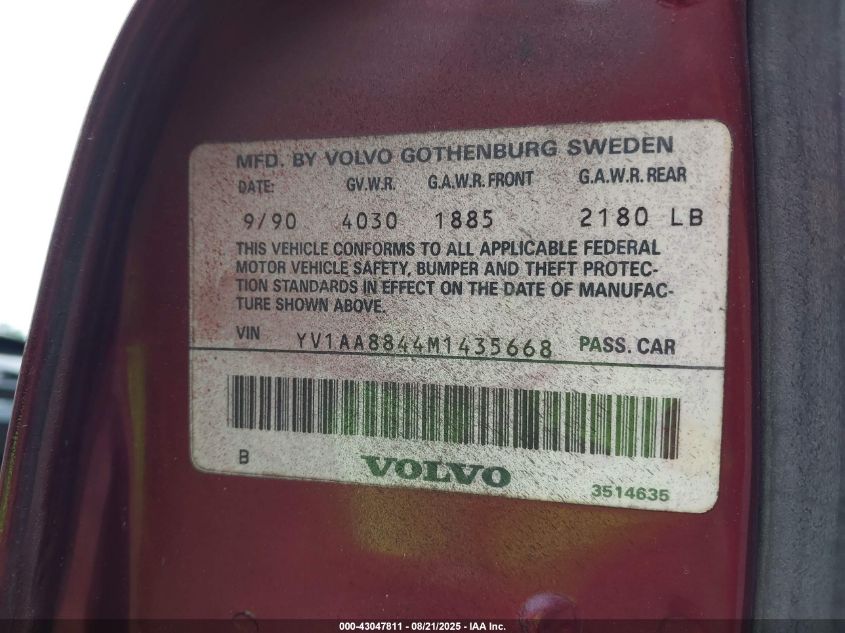 MFD. BY VOLVO GOTHENBURG SWEDEN
DATE: GV.W.R. G.A.W.R. FRONT G.A.W.R. REAR
9/90 4030 1885 2180 LB
THIS VEHICLE CONFORMS TO ALL APPLICABLE FEDERAL
MOTOR VEHICLE SAFETY, BUMPER AND THEFT PROTEC-
TION STANDARDS IN EFFECT ON THE DATE OF MANUFAC-
TURE SHOWN ABOVE.
VIN YV1AA8844M1435668 PASS. CAR
B VOLVO 3514635
000-43047811 - 08/21/2025 - IAA Inc.